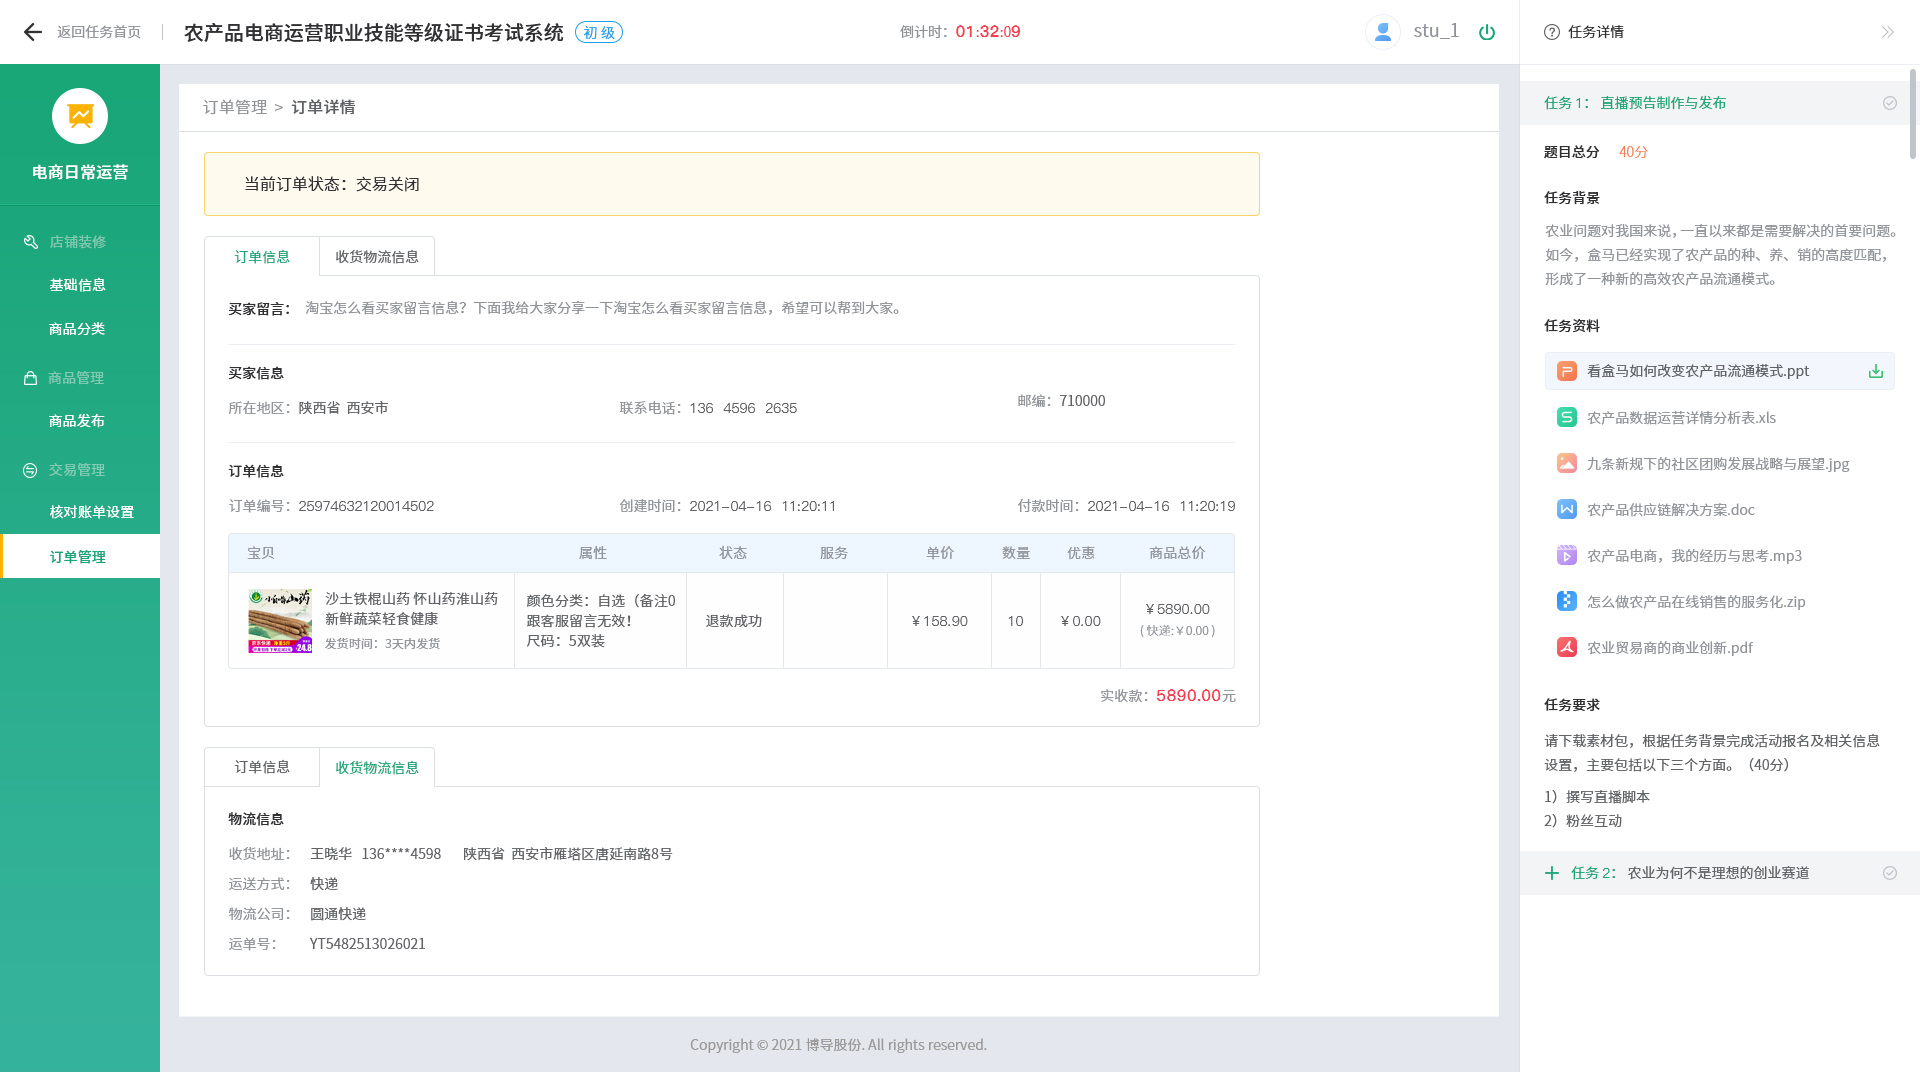 返回任务首页
农产品电商运营职业技能等级证书考试系统 初级
倒计时：01:32:09
stu_1
任务详情
电商日常运营
店铺装修
基础信息
商品分类
商品管理
商品发布
交易管理
核对账单设置
订单管理
订单管理 > 订单详情
当前订单状态：交易关闭
订单信息 收货物流信息
买家留言： 淘宝怎么看买家留言信息？下面我给大家分享一下淘宝怎么看买家留言信息，希望可以帮到大家。
买家信息
所在地区：陕西省 西安市 联系电话：136 4596 2635 邮编：710000
订单信息
订单编号：25974632120014502 创建时间：2021-04-16 11:20:11 付款时间：2021-04-16 11:20:19
宝贝 属性 状态 服务 单价 数量 优惠 商品总价
沙土铁棍山药 怀山药淮山药
新鲜蔬菜轻食健康
发货时间：3天内发货
颜色分类：自选（备注0
跟客服留言无效！
尺码：5双装
退款成功
¥158.90
10
¥0.00
¥5890.00
( 快递:¥0.00 )
24.8
实收款：5890.00元
订单信息 收货物流信息
物流信息
收货地址： 王晓华 136****4598 陕西省 西安市雁塔区唐延南路8号
运送方式： 快递
物流公司： 圆通快递
运单号： YT5482513026021
Copyright © 2021 博导股份. All rights reserved.
任务 1： 直播预告制作与发布
题目总分 40分
任务背景
农业问题对我国来说，一直以来都是需要解决的首要问题。
如今，盒马已经实现了农产品的种、养、销的高度匹配，
形成了一种新的高效农产品流通模式。
任务资料
看盒马如何改变农产品流通模式.ppt
农产品数据运营详情分析表.xls
九条新规下的社区团购发展战略与展望.jpg
农产品供应链解决方案.doc
农产品电商，我的经历与思考.mp3
怎么做农产品在线销售的服务化.zip
农业贸易商的商业创新.pdf
任务要求
请下载素材包，根据任务背景完成活动报名及相关信息
设置，主要包括以下三个方面。（40分）
1）撰写直播脚本
2）粉丝互动
任务 2： 农业为何不是理想的创业赛道